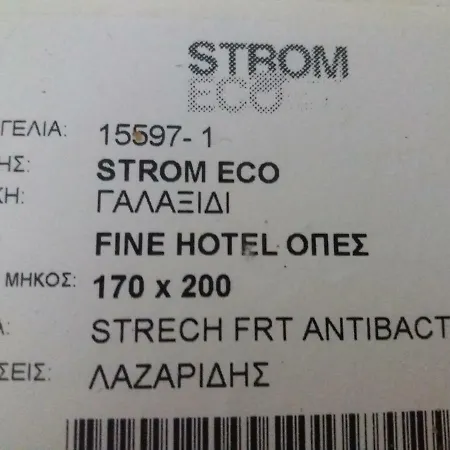 STROM
ECO
ΓΕΛΙΑ: 15597-1
ΗΣ: STROM ECO
ΚΗ: ΓΑΛΑΞΙΔΙ
FINE HOTEL ΟΠΕΣ
ΜΗΚΟΣ: 170 x 200
Α: STRECH FRT ANTIBACT
ΣΕΙΣ: ΛΑΖΑΡΙΔΗΣ